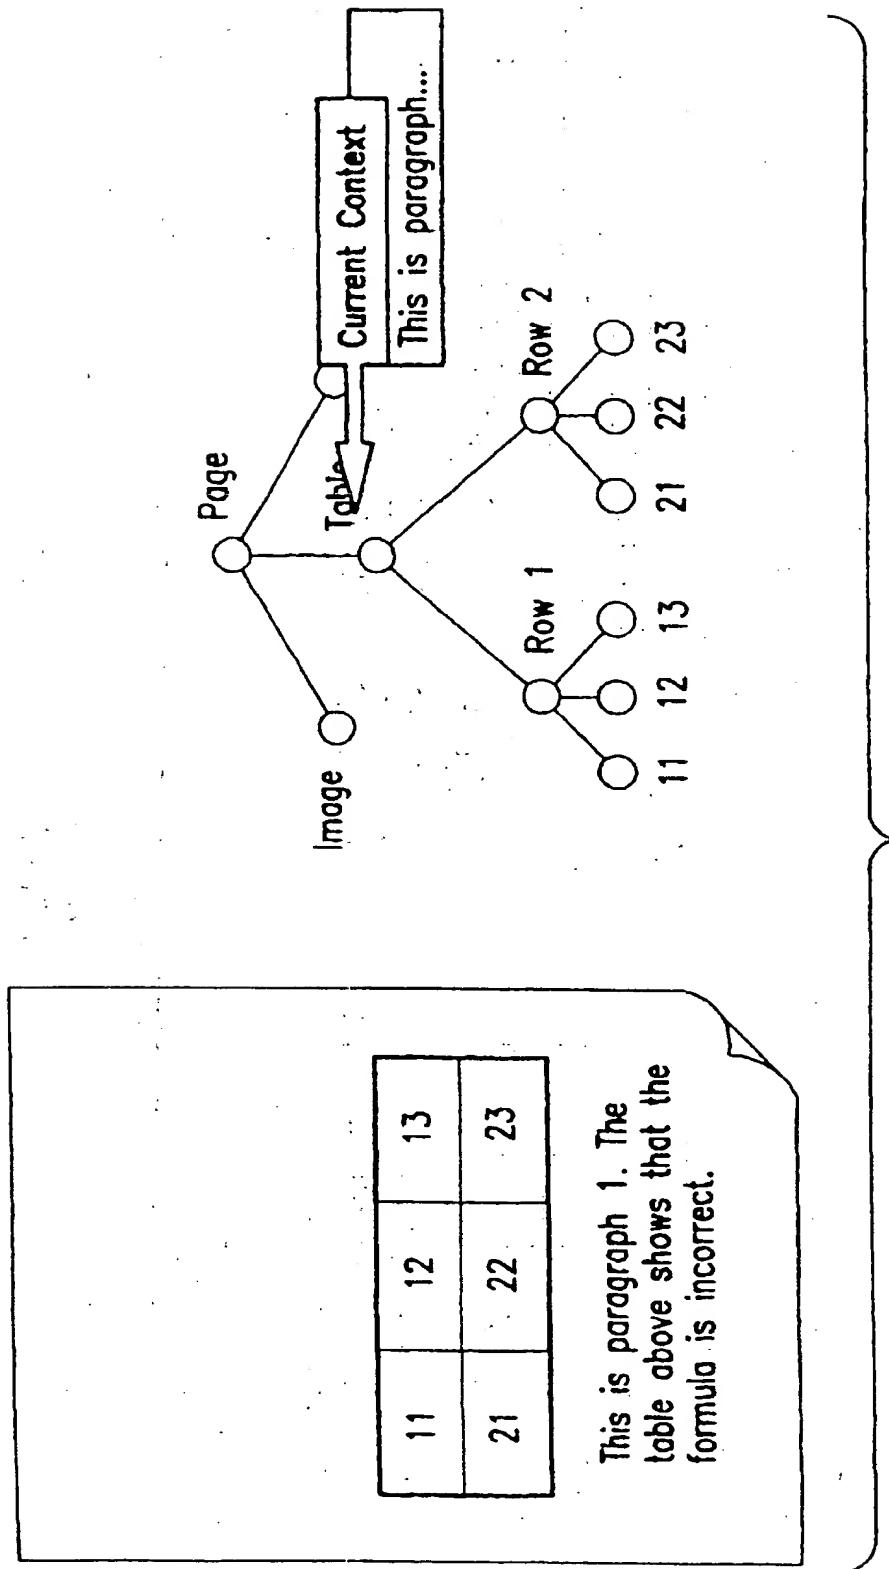 11 12 13
21 22 23
This is paragraph 1. The
table above shows that the
formula is incorrect.
Page
Image
Table
Current Context
This is paragraph...
Row 1
Row 2
11 12 13
21 22 23